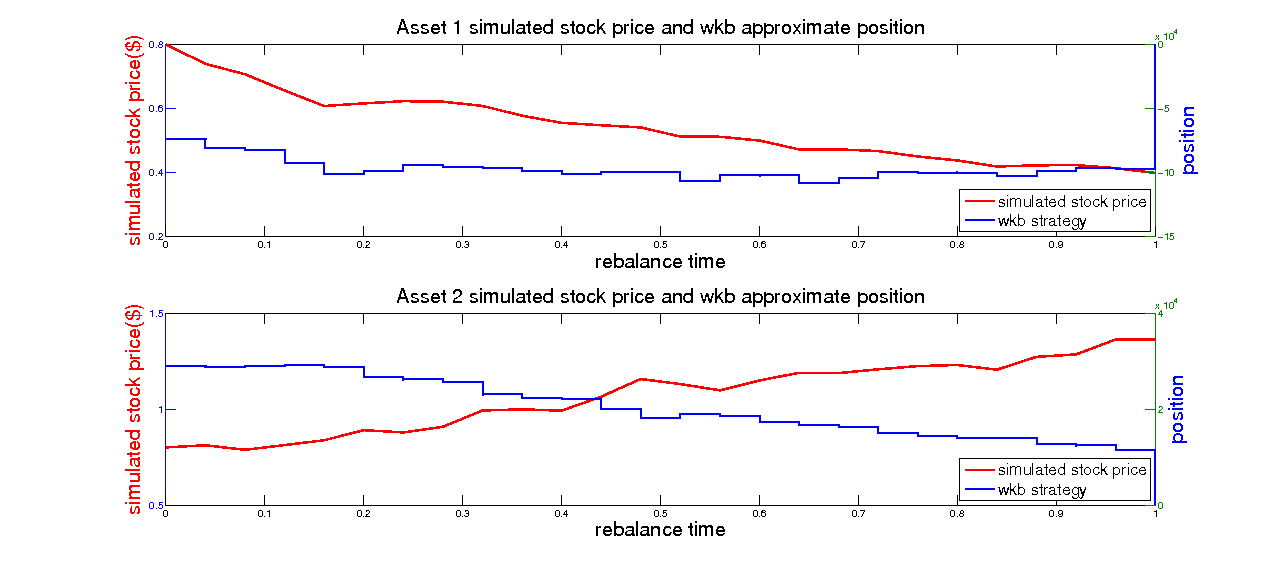 Asset 1 simulated stock price and wkb approximate position
x 10^4
simulated stock price($)
0.8
0.6
0.4
0.2
0
-5
-10
-15
position
simulated stock price
wkb strategy
0 0.1 0.2 0.3 0.4 0.5 0.6 0.7 0.8 0.9 1
rebalance time
Asset 2 simulated stock price and wkb approximate position
x 10^4
simulated stock price($)
1.5
1
0.5
4
2
0
position
simulated stock price
wkb strategy
0 0.1 0.2 0.3 0.4 0.5 0.6 0.7 0.8 0.9 1
rebalance time